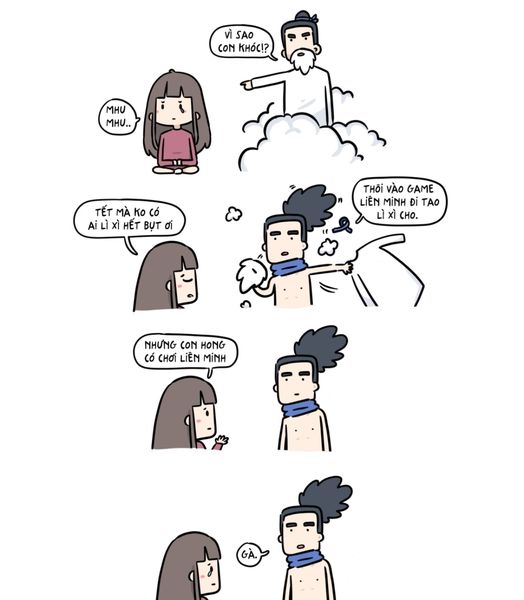 VÌ SAO
CON KHÓC!?
MHU
MHU..
TẾT MÀ KO CÓ
AI LÌ XÌ HẾT BỤT ƠI
THÔI VÀO GAME
LIÊN MINH ĐI TAO
LÌ XÌ CHO.
NHƯNG CON HONG
CÓ CHƠI LIÊN MINH
GÀ.